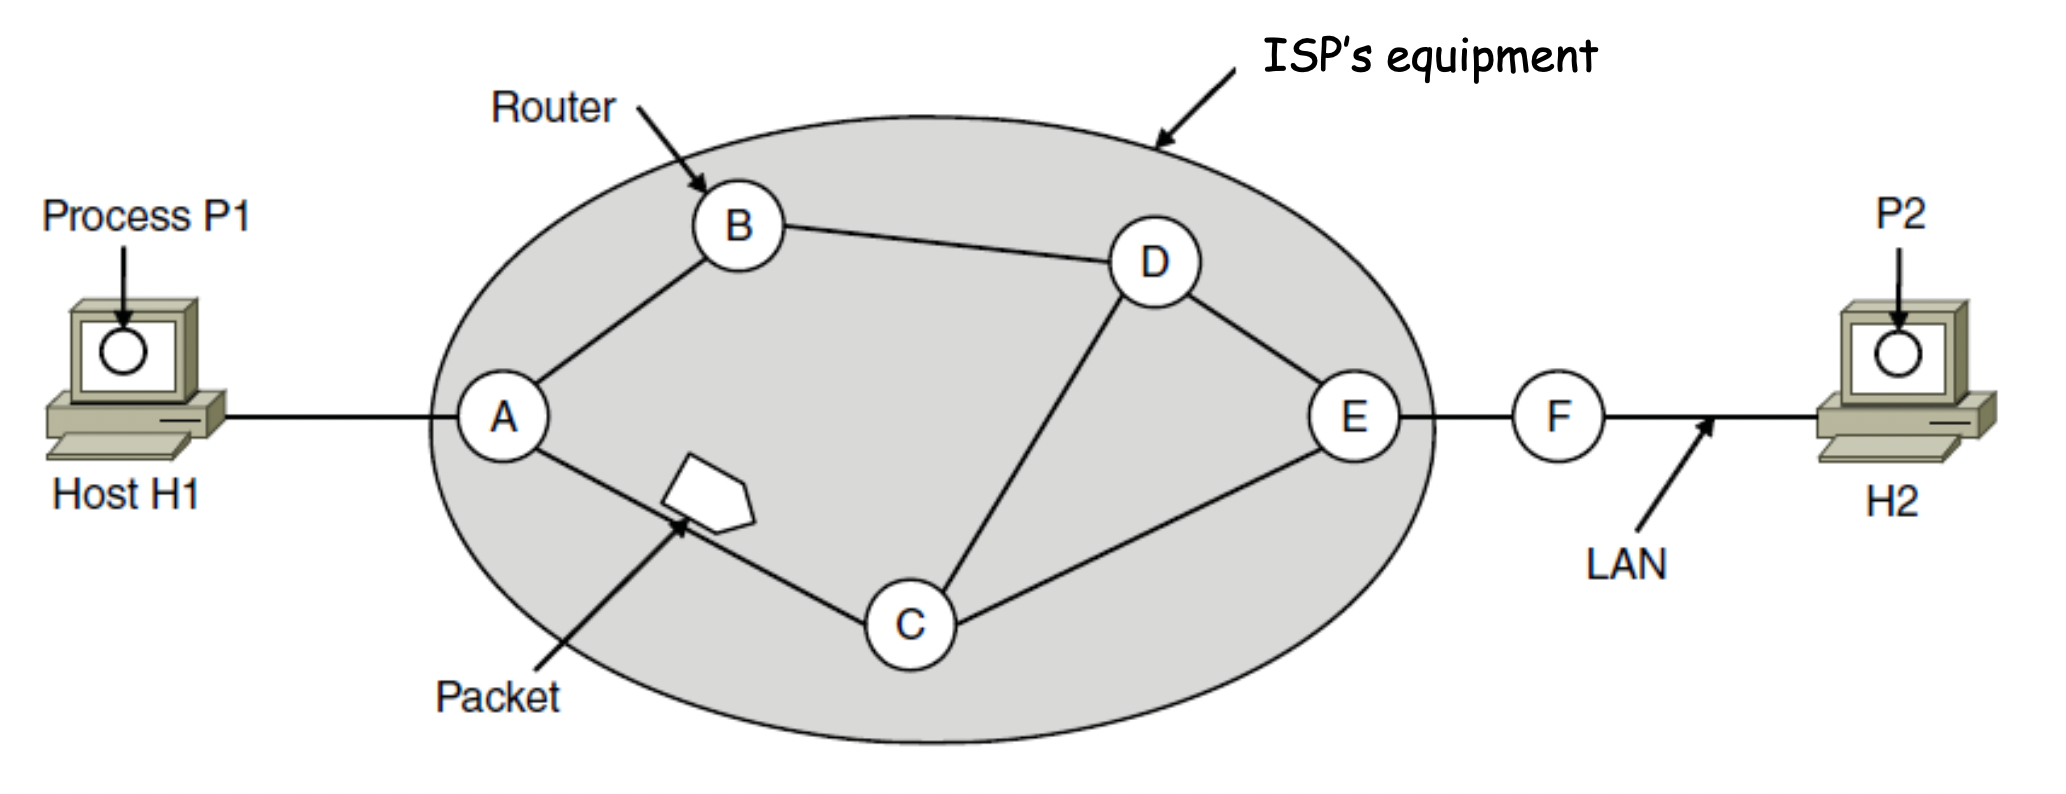 ISP's equipment
Router
Process P1
P2
B
D
A
E
F
Host H1
H2
LAN
C
Packet